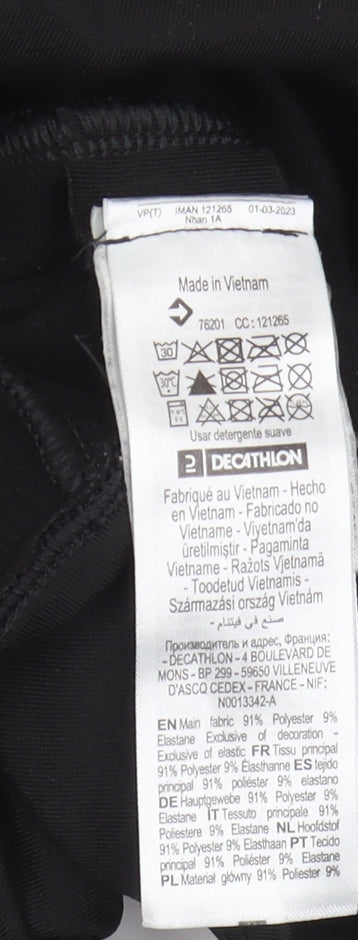 VP(T) IMAN 121265 01-03-2023
Nhan 1A
Made in Vietnam
76201 CC:121265
30
30°C
Usar detergente suave
DECATHLON
Fabriqué au Vietnam - Hecho
en Vietnam - Fabricado no
Vietname - Viyetnam'da
üretilmiştir - Pagaminta
Vietname - Ražots Vjetnamā
- Toodetud Vietnamis -
Származási ország Vietnám
- صنع في فيتنام
Производитель и адрес, Франция:
- DECATHLON - 4 BOULEVARD DE
MONS - BP 299 - 59650 VILLENEUVE
D'ASCQ CEDEX - FRANCE - NIF:
N0013342-A
EN Main fabric 91% Polyester 9%
Elastane Exclusive of decoration -
Exclusive of elastic FR Tissu principal
91% Polyester 9% Élasthanne ES tejido
principal 91% poliéster 9% elastano
DE Hauptgewebe 91% Polyester 9%
Elastane IT Tessuto principale 91%
Poliestere 9% Elastane NL Hoofdstof
91% Polyester 9% Elasthaan PT Tecido
principal 91% Poliéster 9% Elastane
PL Materiał główny 91% Poliester 9%